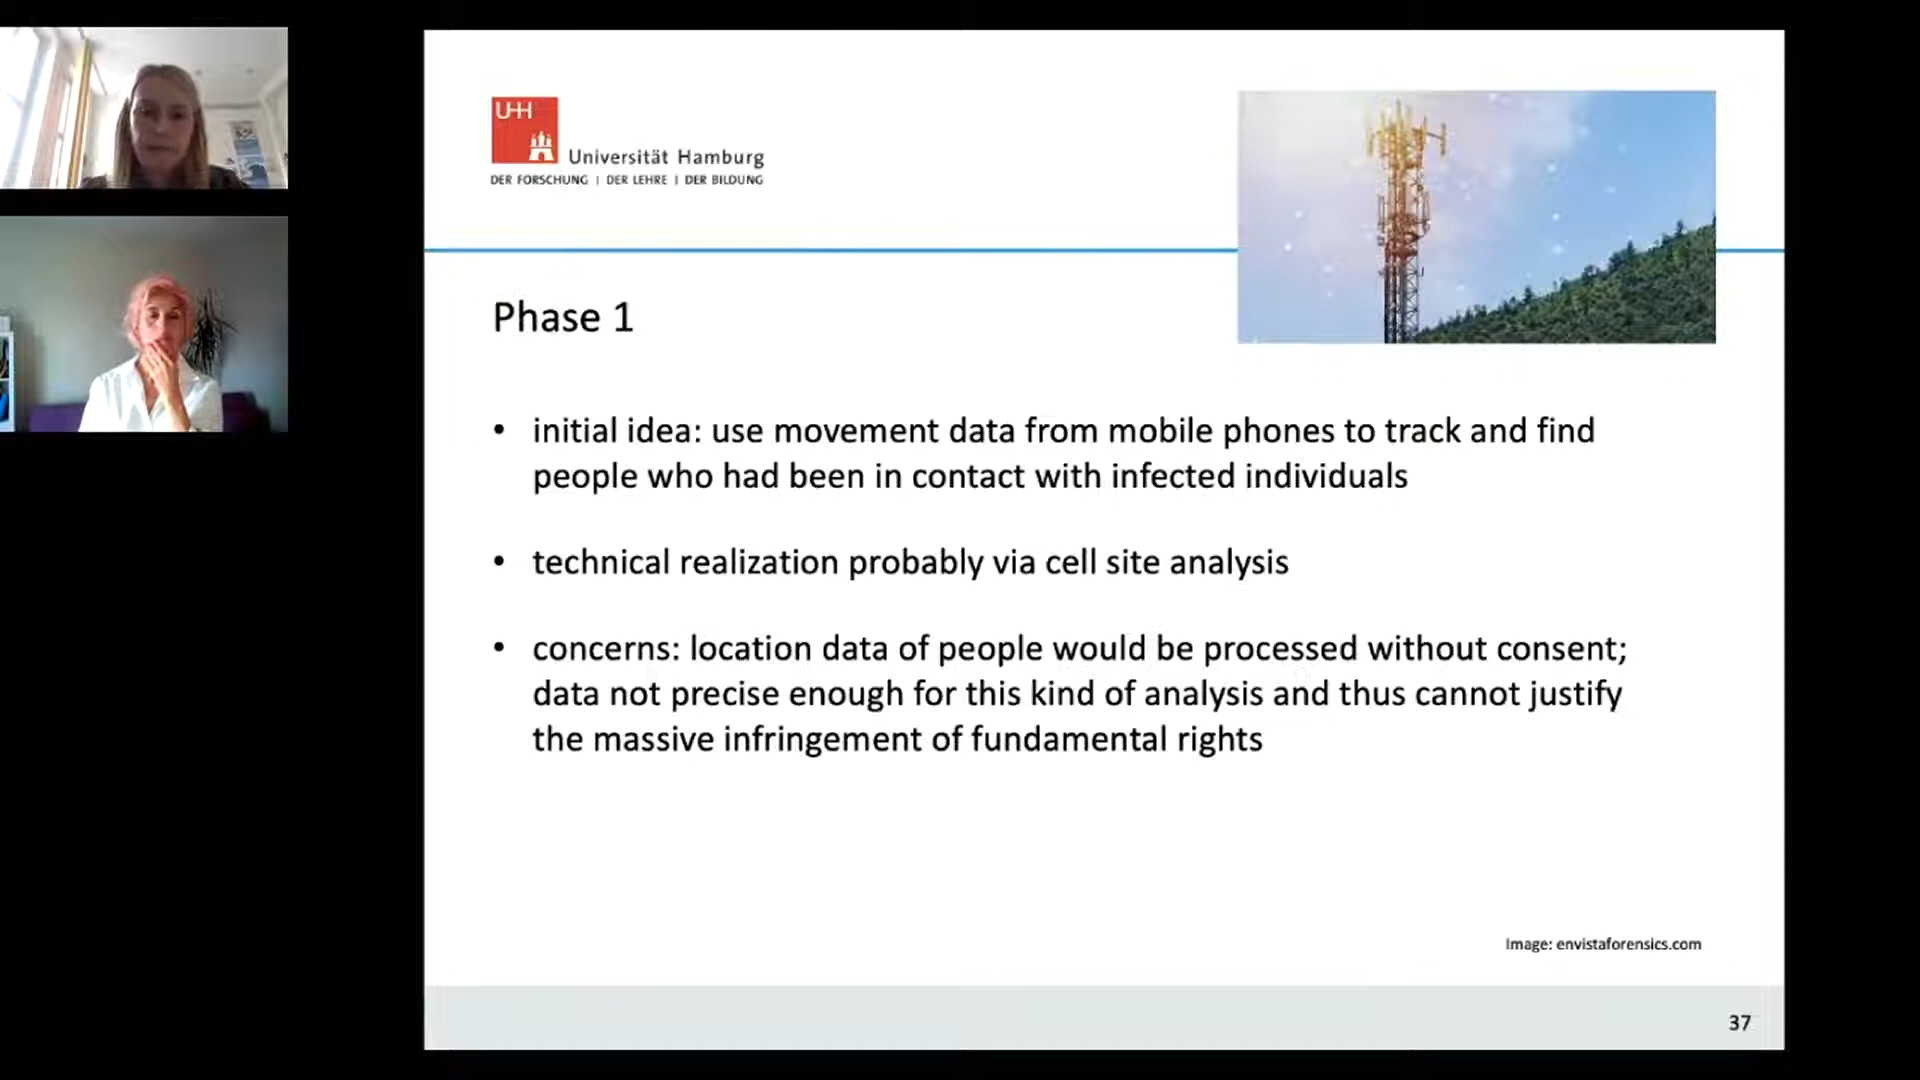 UHH
Universität Hamburg
DER FORSCHUNG | DER LEHRE | DER BILDUNG
Phase 1
• initial idea: use movement data from mobile phones to track and find
people who had been in contact with infected individuals
• technical realization probably via cell site analysis
• concerns: location data of people would be processed without consent;
data not precise enough for this kind of analysis and thus cannot justify
the massive infringement of fundamental rights
Image: envistaforensics.com
37